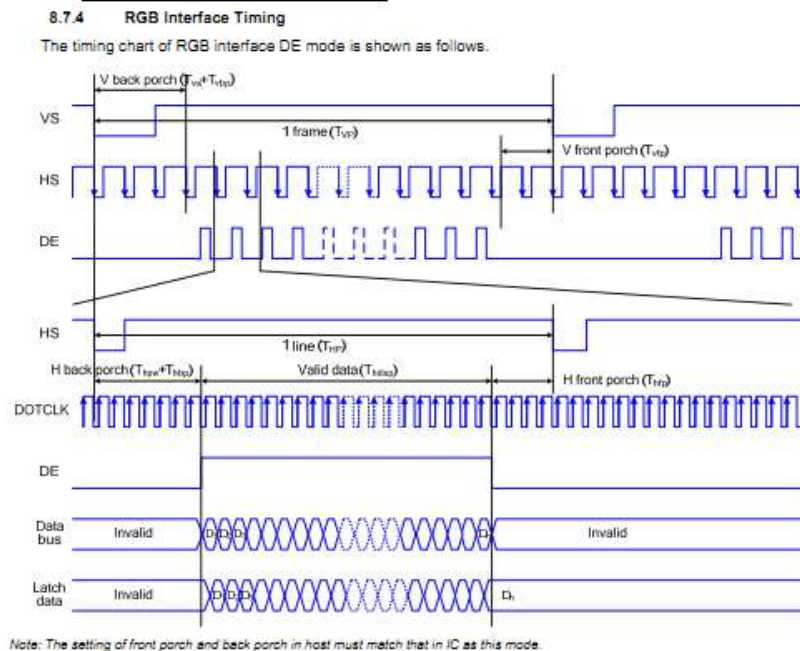 8.7.4 RGB Interface Timing
The timing chart of RGB interface DE mode is shown as follows.
V back porch (Tvs+Tvbp)
VS
1 frame (TVP)
V front porch (Tvfp)
HS
DE
HS
1 line (THP)
H back porch (Thpw+Thbp)
Valid data (Thdisp)
H front porch (Thfp)
DOTCLK
DE
Data
bus
Invalid
Invalid
Latch
data
Invalid
Dn
Note: The setting of front porch and back porch in host must match that in IC as this mode.